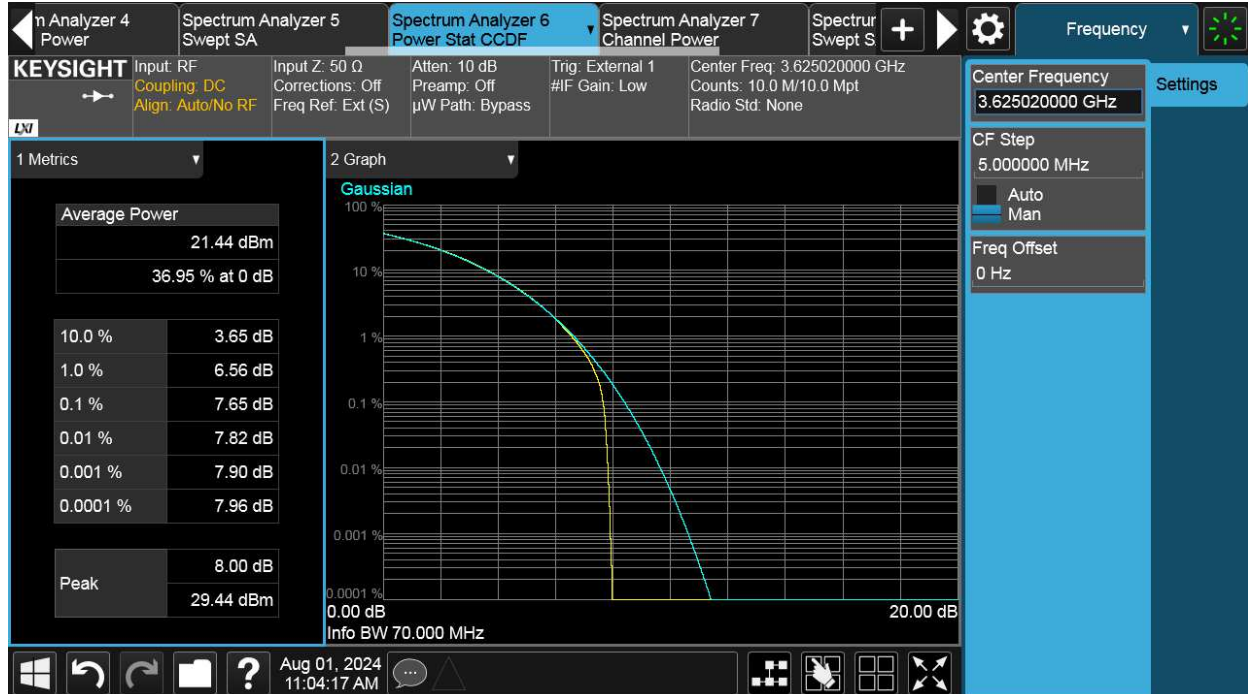 n Analyzer 4
Power
Spectrum Analyzer 5
Swept SA
Spectrum Analyzer 6
Power Stat CCDF
Spectrum Analyzer 7
Channel Power
Spectrur
Swept S
+
Frequency
KEYSIGHT
LXI
Input: RF
Coupling: DC
Align: Auto/No RF
Input Z: 50 Ω
Corrections: Off
Freq Ref: Ext (S)
Atten: 10 dB
Preamp: Off
µW Path: Bypass
Trig: External 1
#IF Gain: Low
Center Freq: 3.625020000 GHz
Counts: 10.0 M/10.0 Mpt
Radio Std: None
Center Frequency
3.625020000 GHz
Settings
CF Step
5.000000 MHz
Auto
Man
Freq Offset
0 Hz
1 Metrics
Average Power
21.44 dBm
36.95 % at 0 dB
10.0 % 3.65 dB
1.0 % 6.56 dB
0.1 % 7.65 dB
0.01 % 7.82 dB
0.001 % 7.90 dB
0.0001 % 7.96 dB
Peak
8.00 dB
29.44 dBm
2 Graph
Gaussian
100 %
10 %
1 %
0.1 %
0.01 %
0.001 %
0.0001 %
0.00 dB
20.00 dB
Info BW 70.000 MHz
?
Aug 01, 2024
11:04:17 AM